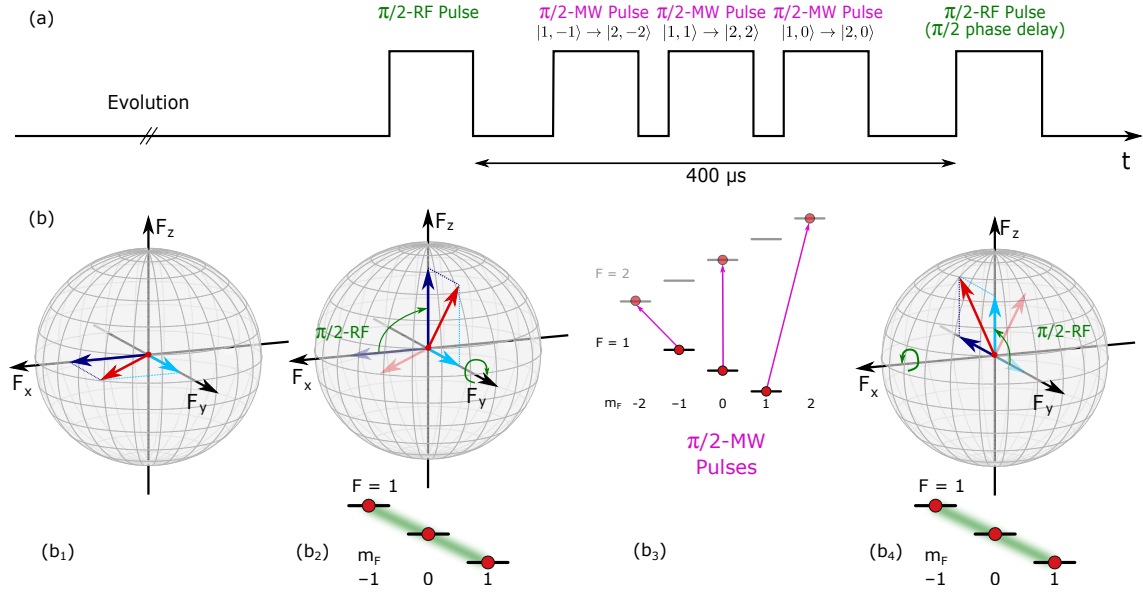 (a)
π/2-RF Pulse
π/2-MW Pulse
|1, −1⟩ → |2, −2⟩
π/2-MW Pulse
|1, 1⟩ → |2, 2⟩
π/2-MW Pulse
|1, 0⟩ → |2, 0⟩
π/2-RF Pulse
(π/2 phase delay)
Evolution
400 µs
t
(b)
F_z
F_x
F_y
(b_1)
F_z
π/2-RF
F_x
F_y
F = 1
(b_2)
m_F
−1 0 1
F = 2
F = 1
m_F -2 −1 0 1 2
π/2-MW
Pulses
(b_3)
F_z
π/2-RF
F_x
F_y
F = 1
(b_4)
m_F
−1 0 1